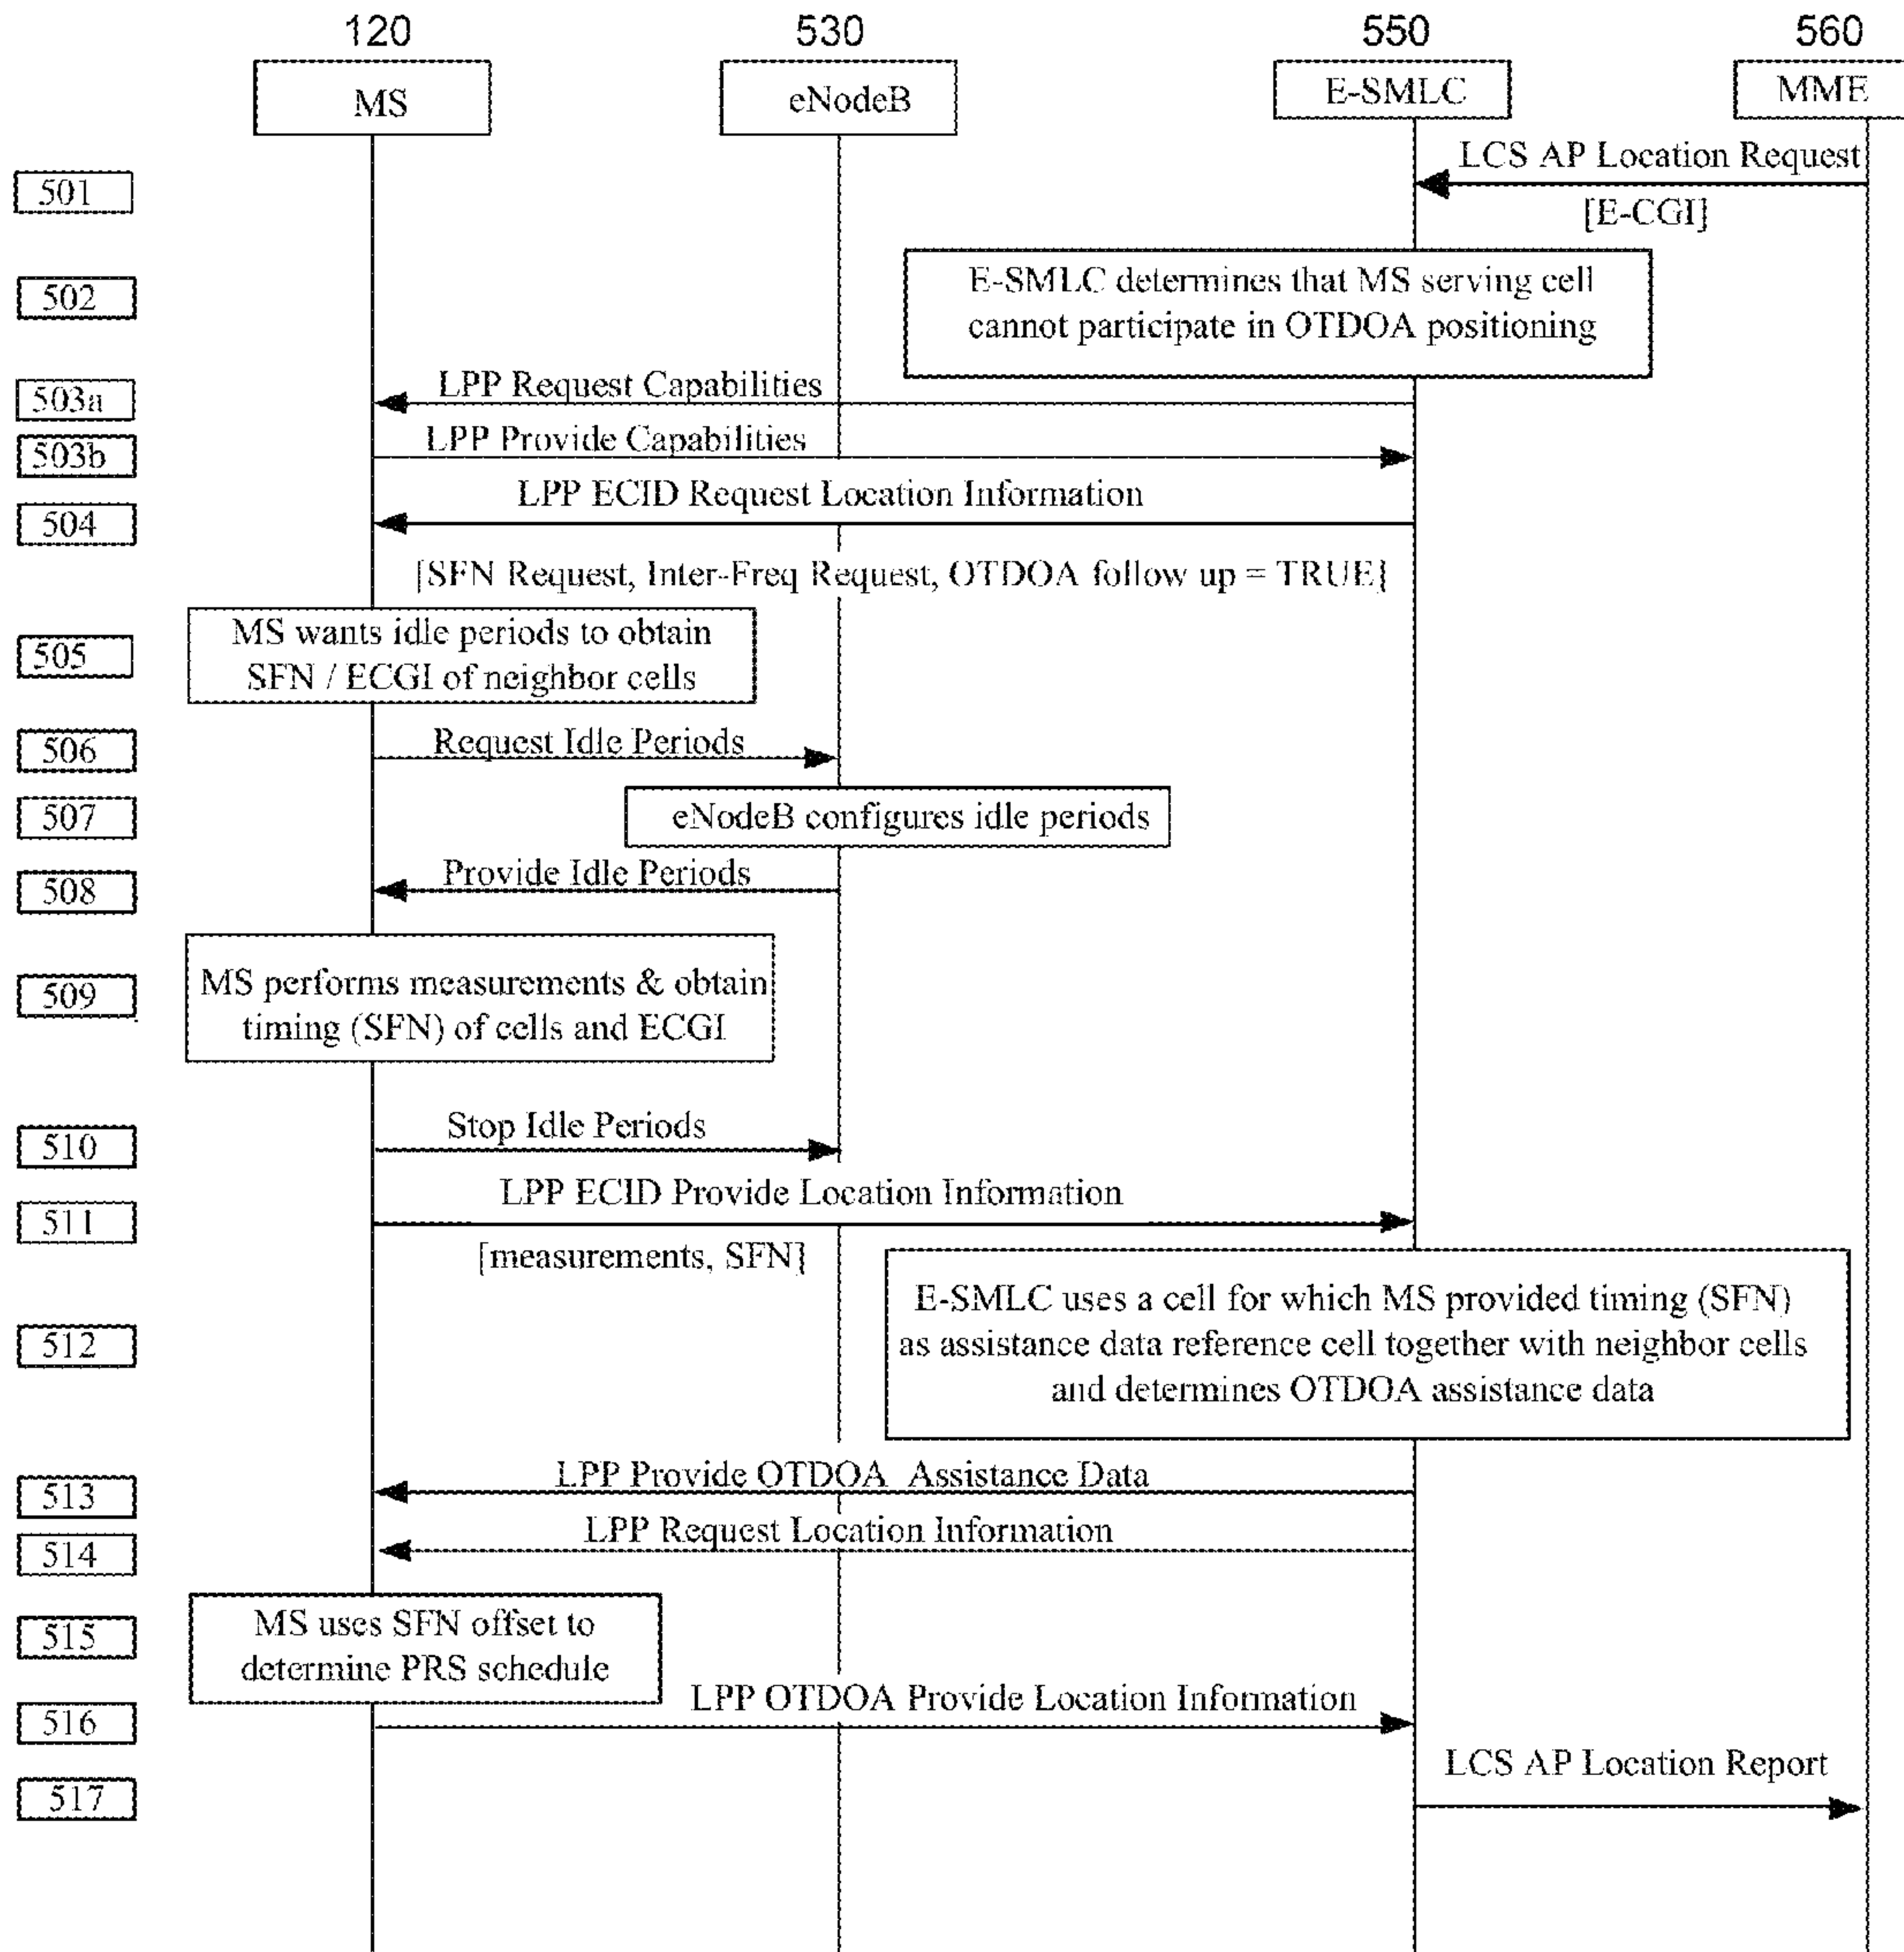 120 530 550 560
MS eNodeB E-SMLC MME
LCS AP Location Request
501
[E-CGI]
502
E-SMLC determines that MS serving cell
cannot participate in OTDOA positioning
LPP Request Capabilities
503a
LPP Provide Capabilities
503b
LPP ECID Request Location Information
504
[SFN Request, Inter-Freq Request, OTDOA follow up = TRUE]
505
MS wants idle periods to obtain
SFN / ECGI of neighbor cells
506
Request Idle Periods
507
eNodeB configures idle periods
Provide Idle Periods
508
509
MS performs measurements & obtain
timing (SFN) of cells and ECGI
Stop Idle Periods
510
LPP ECID Provide Location Information
511
[measurements, SFN]
512
E-SMLC uses a cell for which MS provided timing (SFN)
as assistance data reference cell together with neighbor cells
and determines OTDOA assistance data
LPP Provide OTDOA Assistance Data
513
LPP Request Location Information
514
515
MS uses SFN offset to
determine PRS schedule
LPP OTDOA Provide Location Information
516
LCS AP Location Report
517